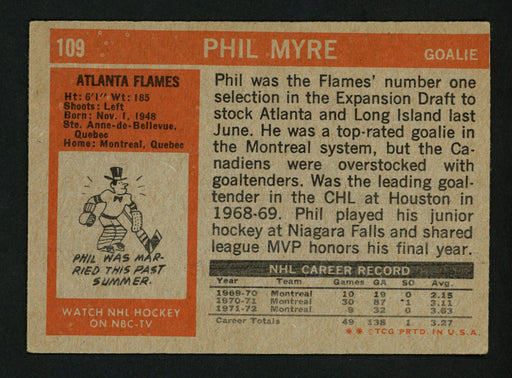 109 PHIL MYRE GOALIE
ATLANTA FLAMES
Ht: 6'1" Wt: 185
Shoots: Left
Born: Nov. 1, 1948
Ste. Anne-de-Bellevue,
Quebec
Home: Montreal, Quebec
PHIL WAS MAR-
RIED THIS PAST
SUMMER.
WATCH NHL HOCKEY
ON NBC-TV
Phil was the Flames' number one
selection in the Expansion Draft to
stock Atlanta and Long Island last
June. He was a top-rated goalie in
the Montreal system, but the Ca-
nadiens were overstocked with
goaltenders. Was the leading goal-
tender in the CHL at Houston in
1968-69. Phil played his junior
hockey at Niagara Falls and shared
league MVP honors his final year.
NHL CAREER RECORD
Year Team Games GA SO Avg.
1969-70 Montreal 10 19 0 2.15
1970-71 Montreal 30 87 1 3.11
1971-72 Montreal 9 32 0 3.63
Career Totals 49 138 1 3.27
** ©TCG PRTD. IN U.S.A.